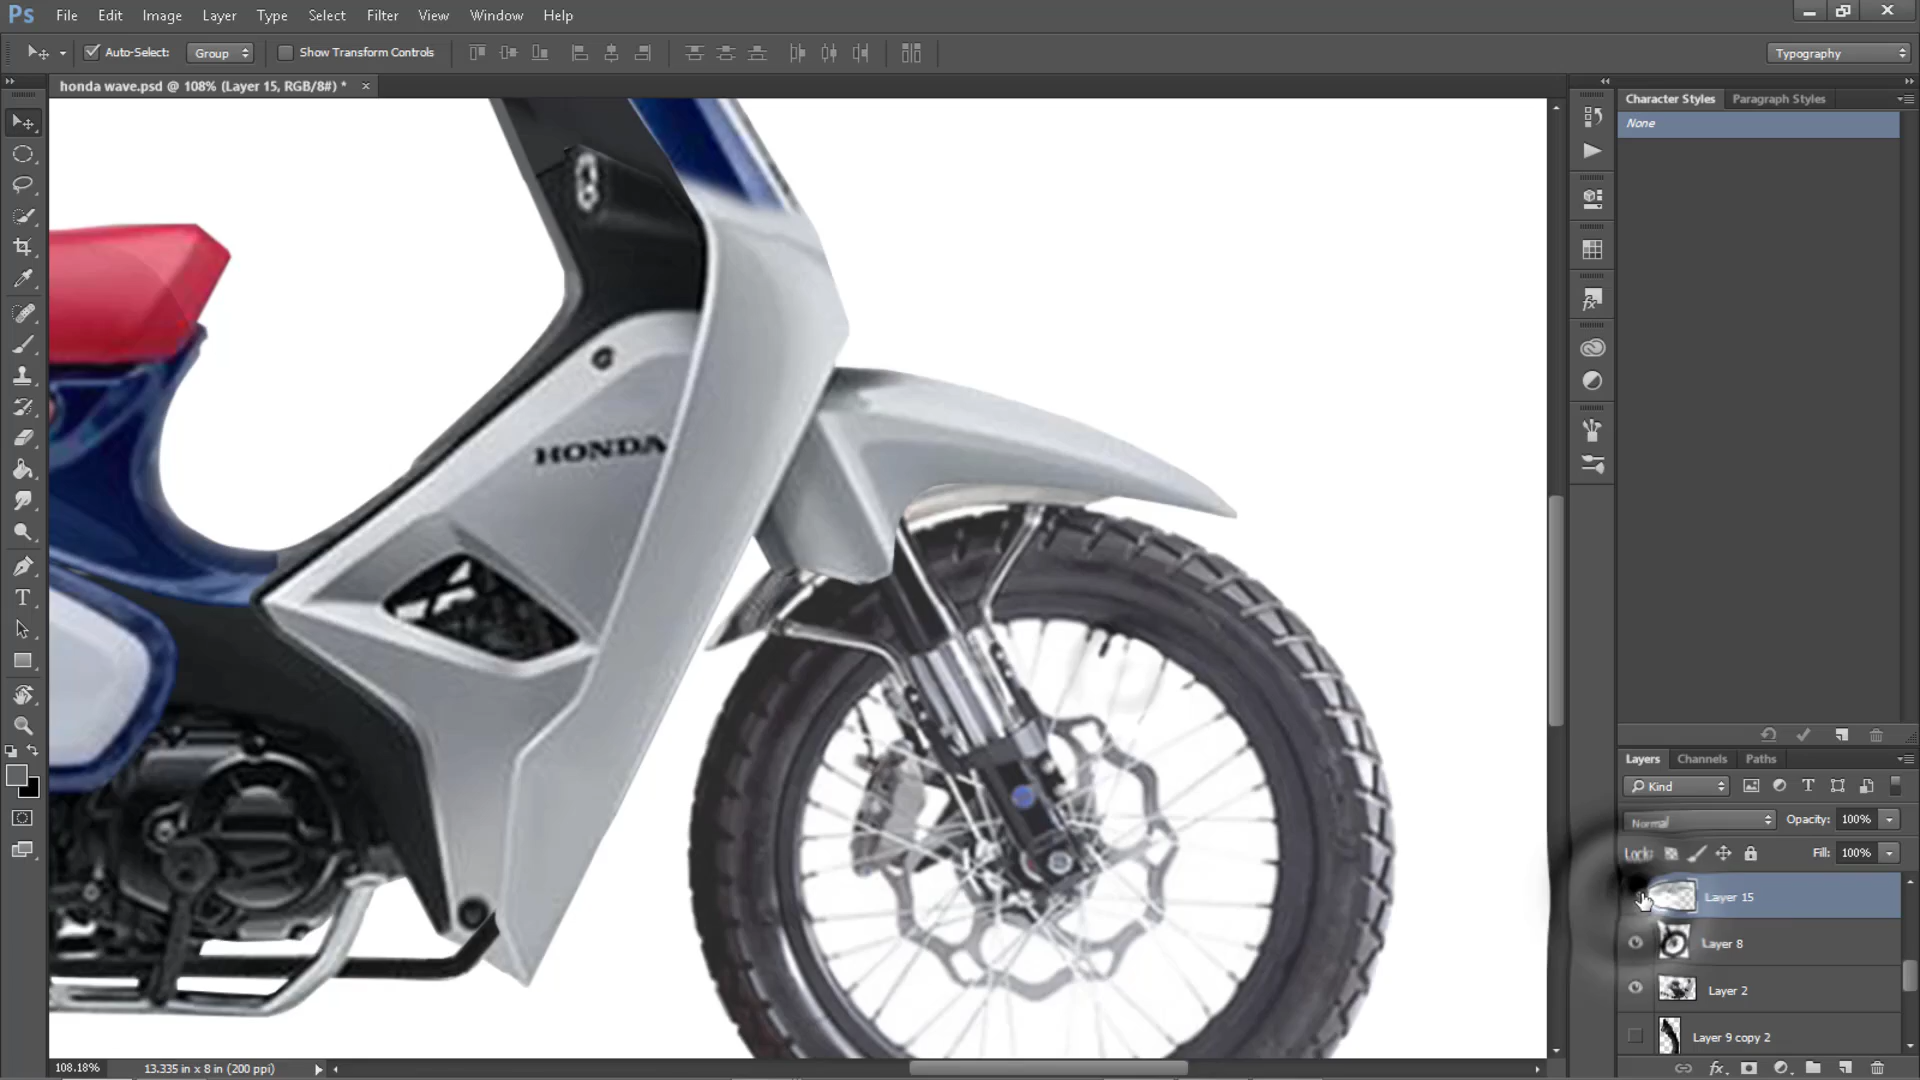 Ps File Edit Image Layer Type Select Filter View Window Help
Auto-Select: Group Show Transform Controls Typography
honda wave.psd @ 108% (Layer 15, RGB/8#) * ×
Character Styles Paragraph Styles
None
8
HONDA
Layers Channels Paths
Kind
Normal Opacity: 100%
Lock: Fill: 100%
Layer 15
Layer 8
Layer 2
Layer 9 copy 2
108.18% 13.335 in x 8 in (200 ppi)